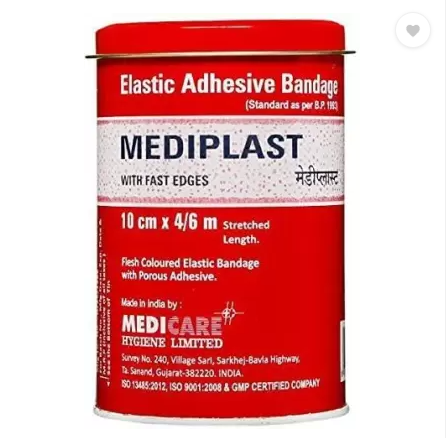 Elastic Adhesive Bandage
(Standard as per B.P. 1993)
MEDIPLAST
WITH FAST EDGES
मेडीप्लास्ट
10 cm x 4/6 m Stretched
Length.
Flesh Coloured Elastic Bandage
with Porous Adhesive.
Made in India by :
MEDICARE
HYGIENE LIMITED
Survey No. 240, Village Sari, Sarkhej-Bavla Highway,
Ta. Sanand, Gujarat-382220. INDIA.
ISO 13485:2012, ISO 9001:2008 & GMP CERTIFIED COMPANY